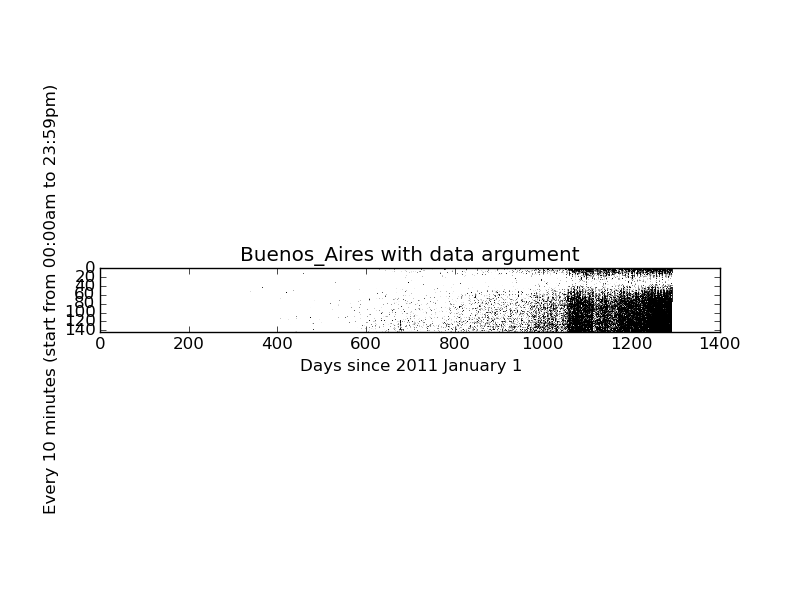 Buenos_Aires with data argument
Every 10 minutes (start from 00:00am to 23:59pm)
0
20
40
60
80
100
120
140
0 200 400 600 800 1000 1200 1400
Days since 2011 January 1